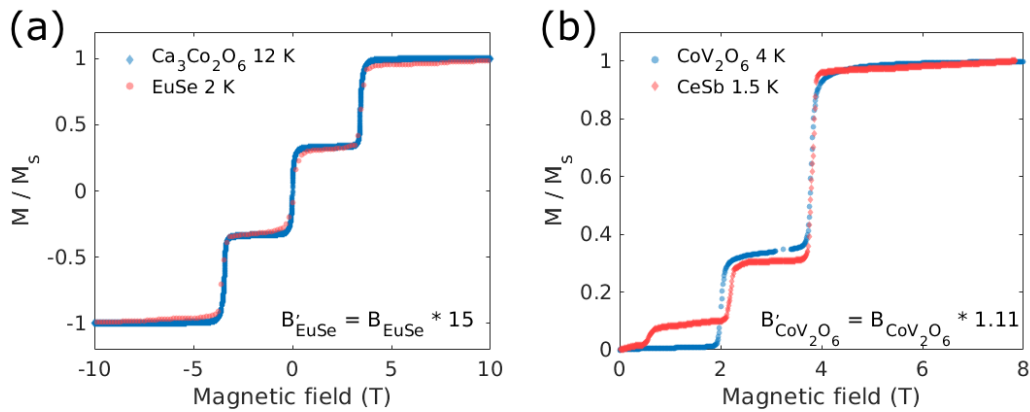 (a)
Ca₃Co₂O₆ 12 K
EuSe 2 K
M / Mₛ
1
0.5
0
-0.5
-1
B'EuSe = BEuSe * 15
-10
-5
0
5
10
Magnetic field (T)
(b)
CoV₂O₆ 4 K
CeSb 1.5 K
M / Mₛ
1
0.8
0.6
0.4
0.2
0
B'CoV₂O₆ = BCoV₂O₆ * 1.11
0
2
4
6
8
Magnetic field (T)